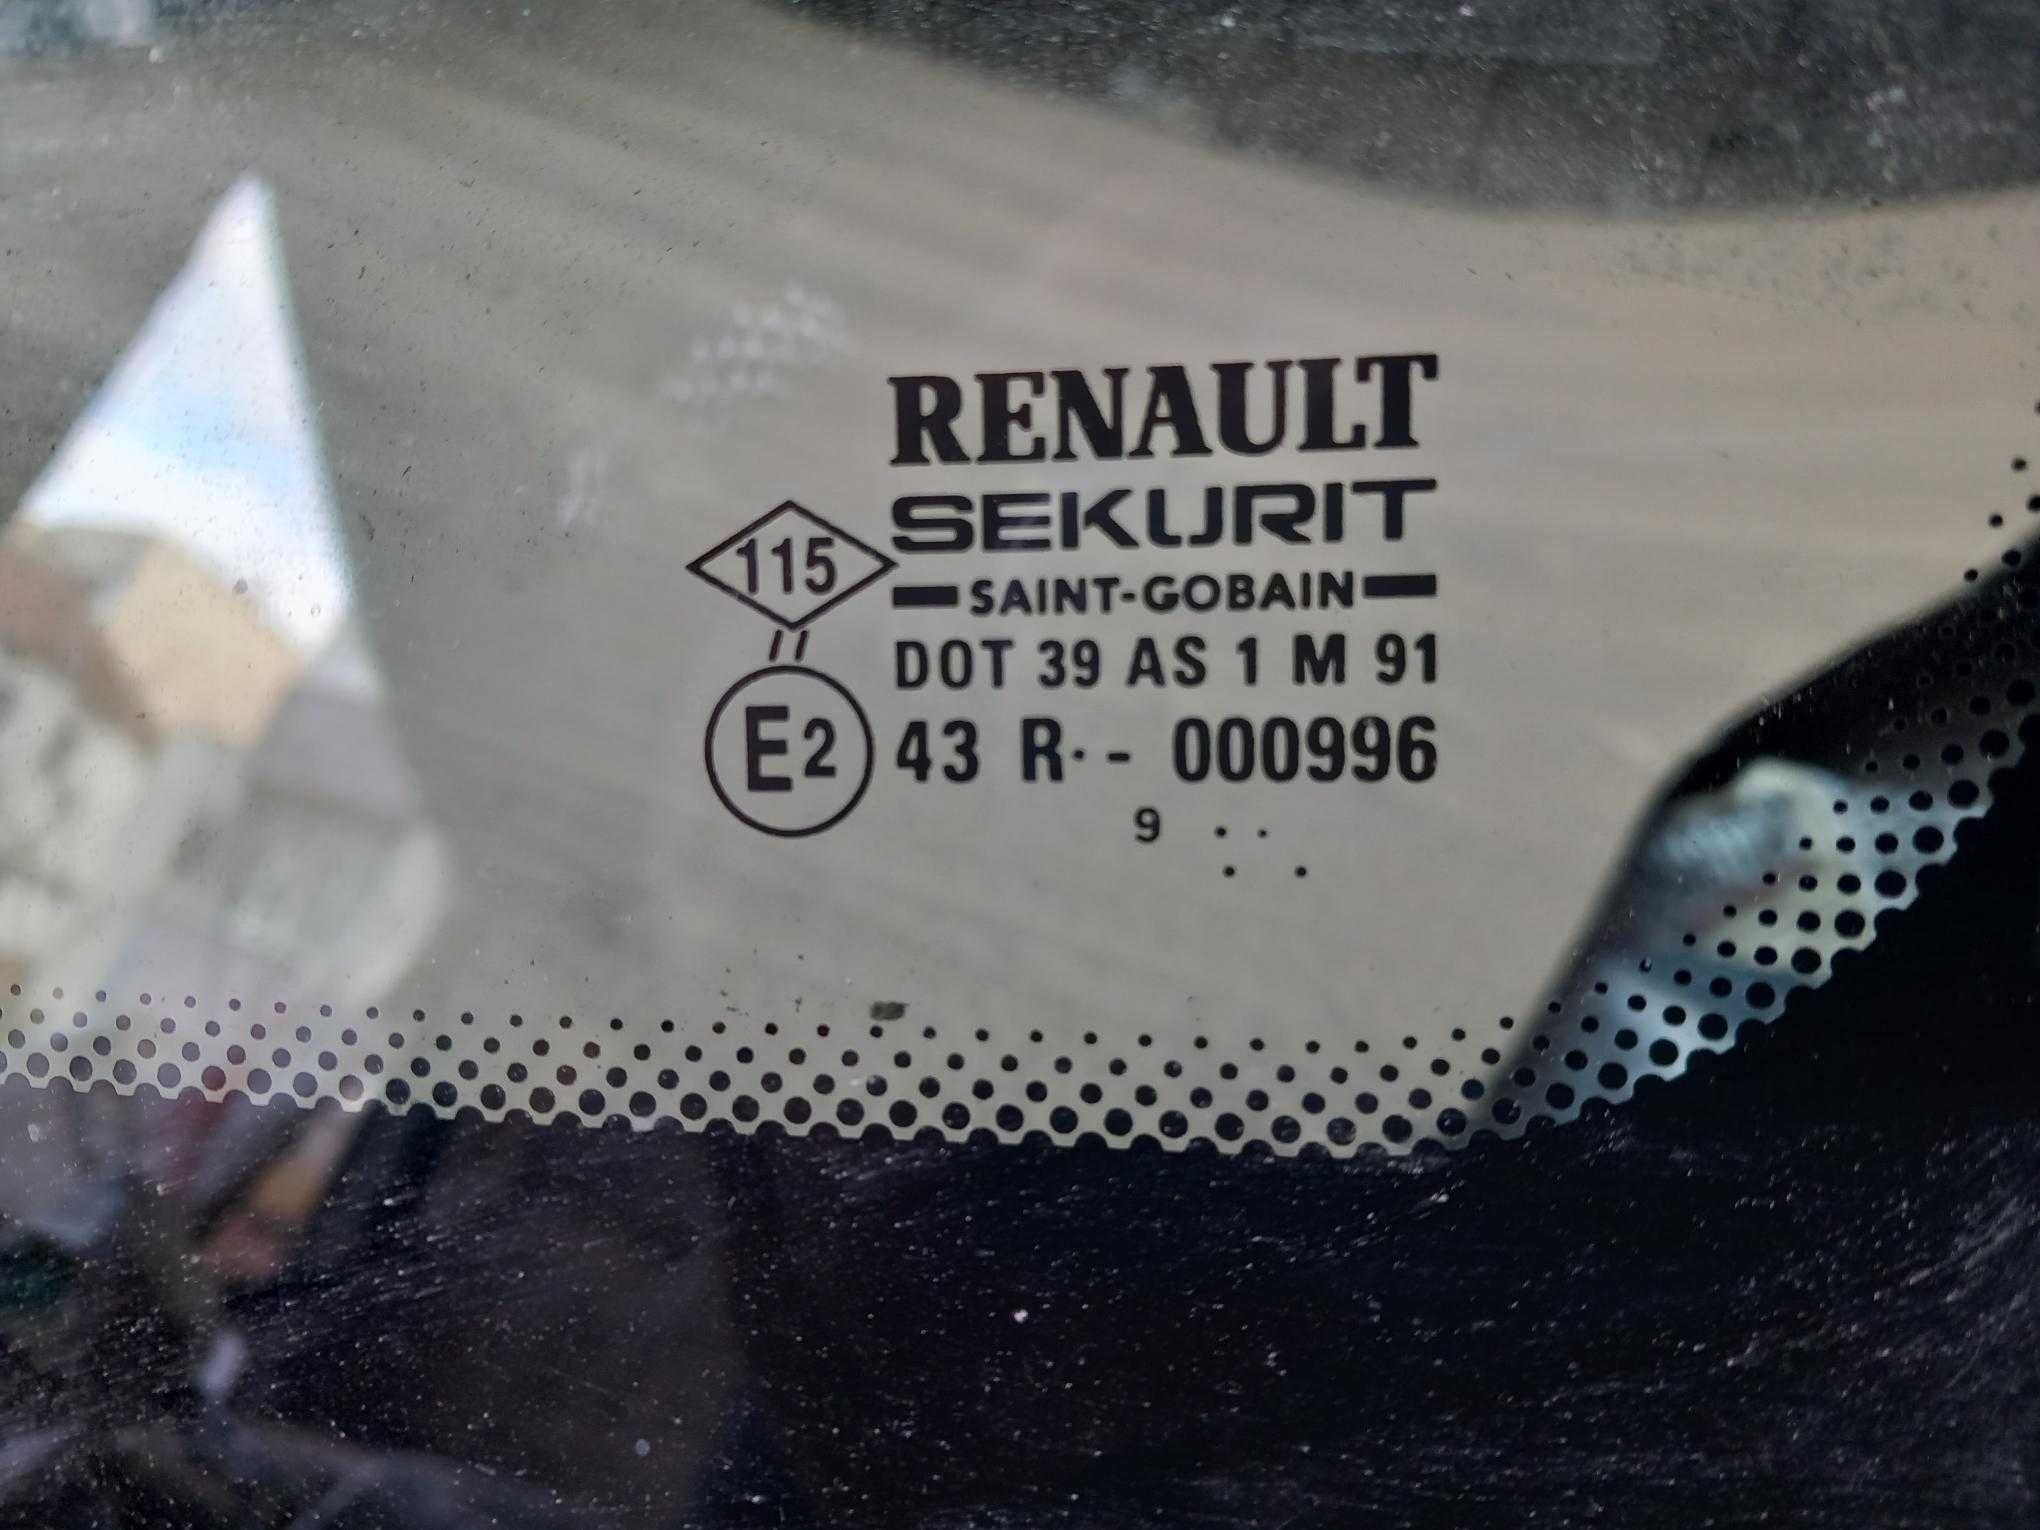 RENAULT
SEKURIT
SAINT-GOBAIN
115
//
DOT 39 AS 1 M 91
E2 43 R·- 000996
9 .. . .